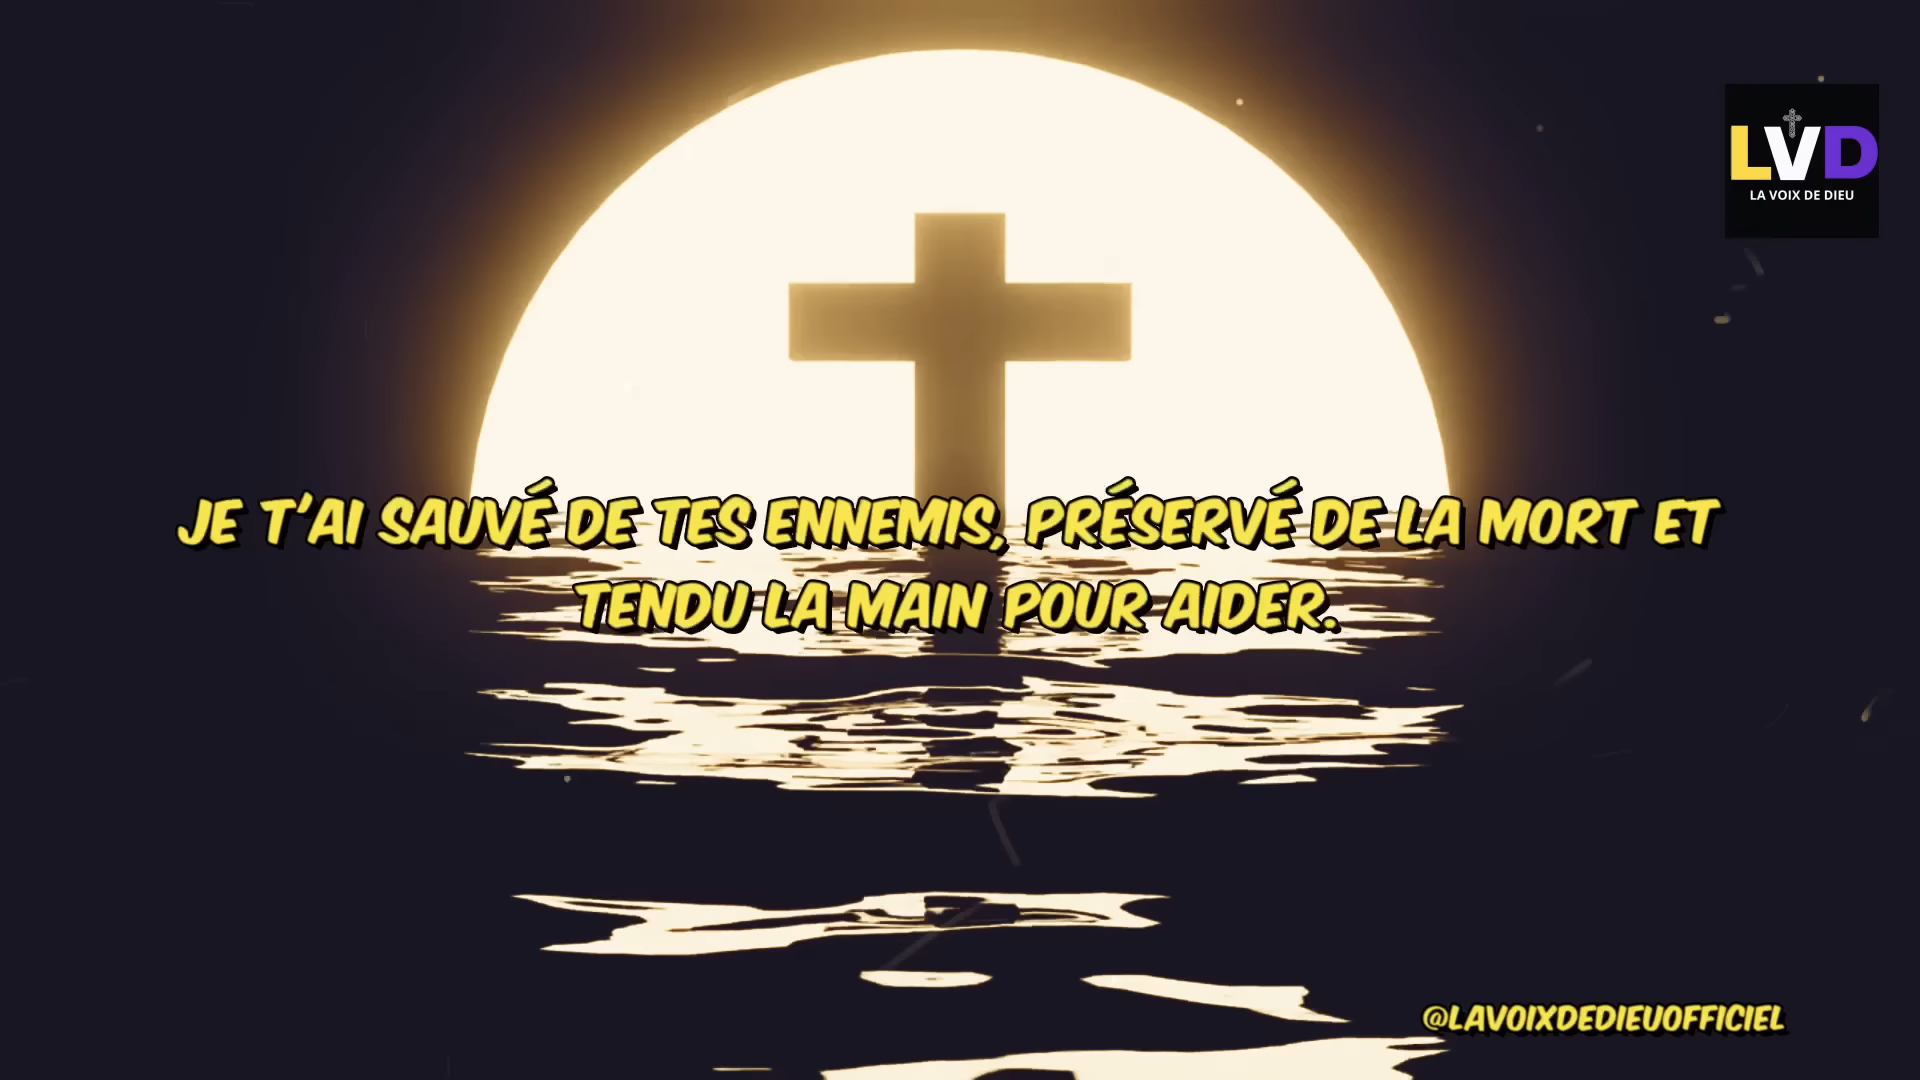 LVD
LA VOIX DE DIEU
JE T'AI SAUVÉ DE TES ENNEMIS, PRÉSERVÉ DE LA MORT ET
TENDU LA MAIN POUR AIDER.
@LAVOIXDEDIEUOFFICIEL